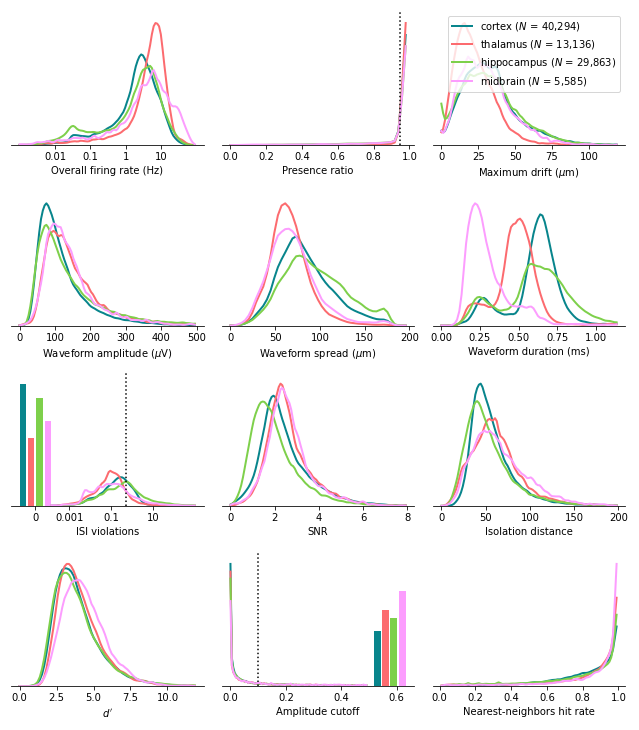 cortex (N = 40,294)
thalamus (N = 13,136)
hippocampus (N = 29,863)
midbrain (N = 5,585)
0.01 0.1 1 10
Overall firing rate (Hz)
0.0 0.2 0.4 0.6 0.8 1.0
Presence ratio
0 25 50 75 100
Maximum drift (μm)
0 100 200 300 400 500
Waveform amplitude (μV)
0 50 100 150 200
Waveform spread (μm)
0.00 0.25 0.50 0.75 1.00
Waveform duration (ms)
0 0.001 0.1 10
ISI violations
0 2 4 6 8
SNR
0 50 100 150 200
Isolation distance
0.0 2.5 5.0 7.5 10.0
d′
0.0 0.2 0.4 0.6
Amplitude cutoff
0.0 0.2 0.4 0.6 0.8 1.0
Nearest-neighbors hit rate